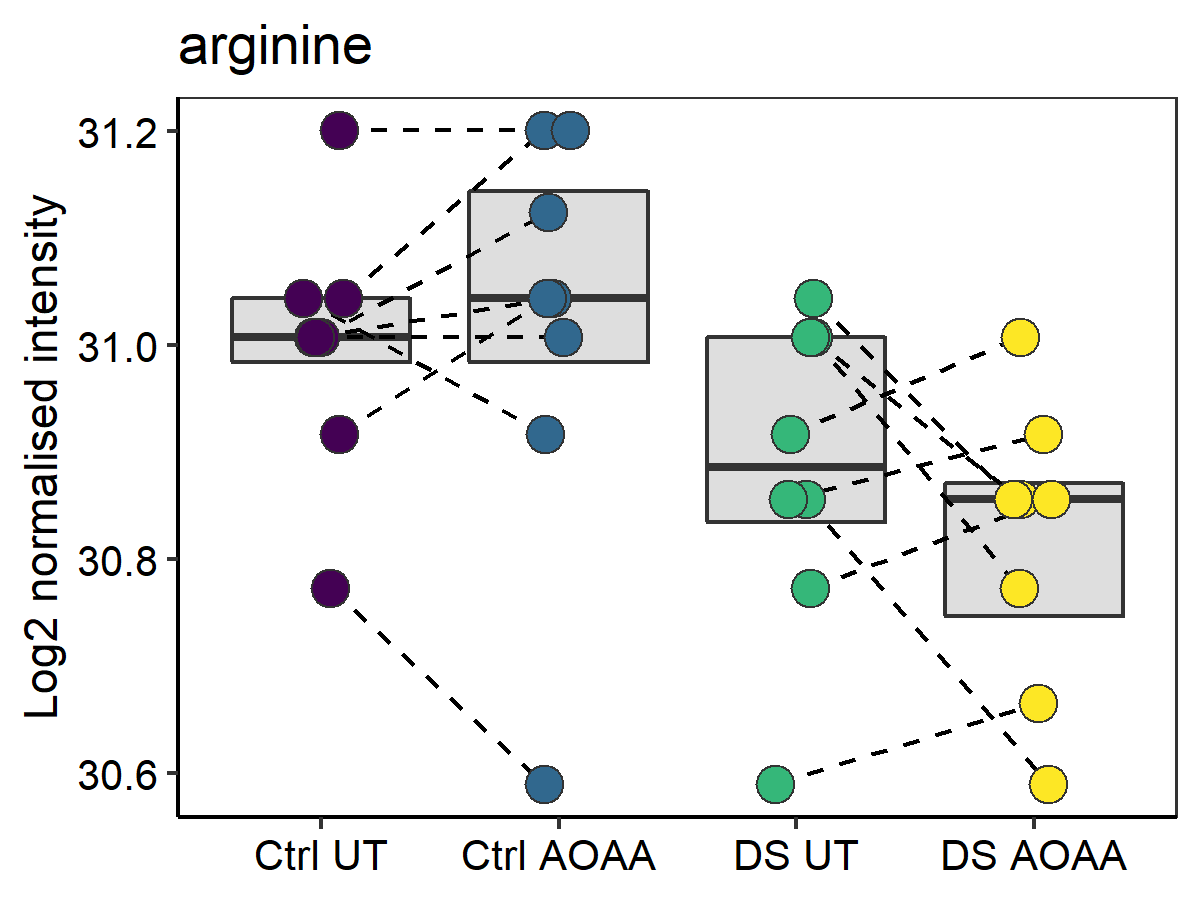 arginine
Log2 normalised intensity
31.2
31.0
30.8
30.6
Ctrl UT
Ctrl AOAA
DS UT
DS AOAA